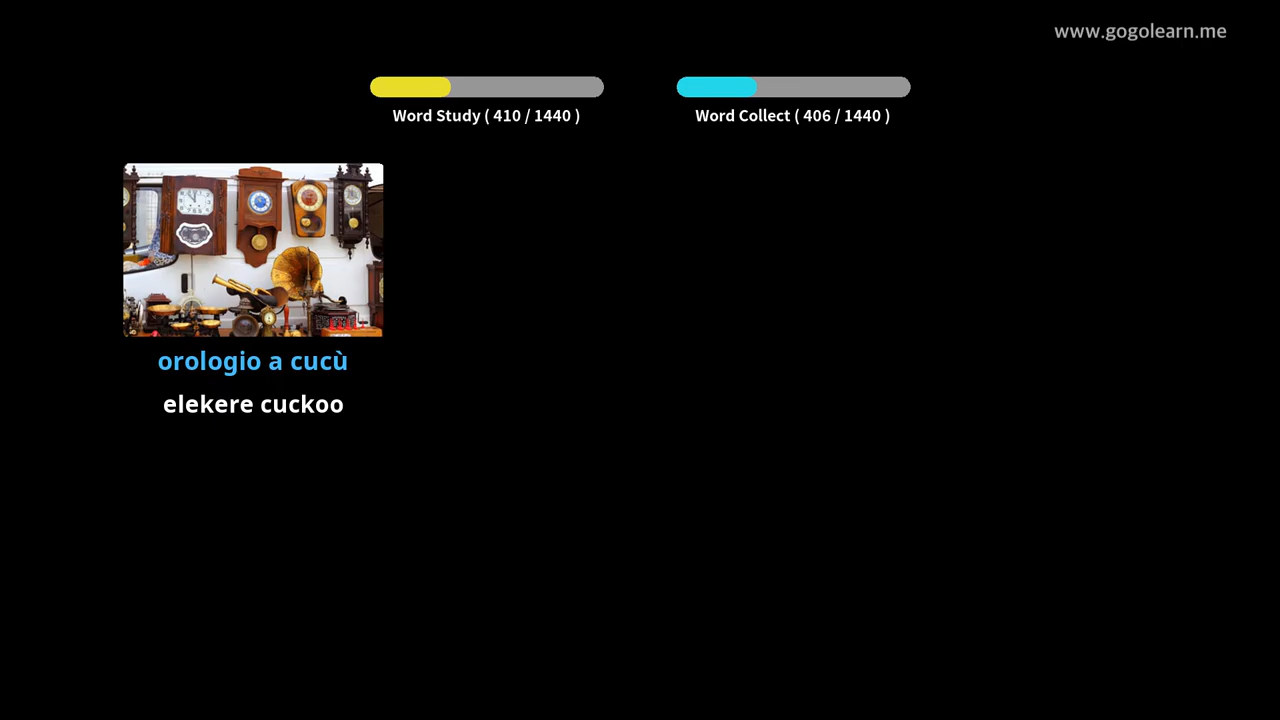 www.gogolearn.me
Word Study ( 410 / 1440 )
Word Collect ( 406 / 1440 )
orologio a cucù
elekere cuckoo